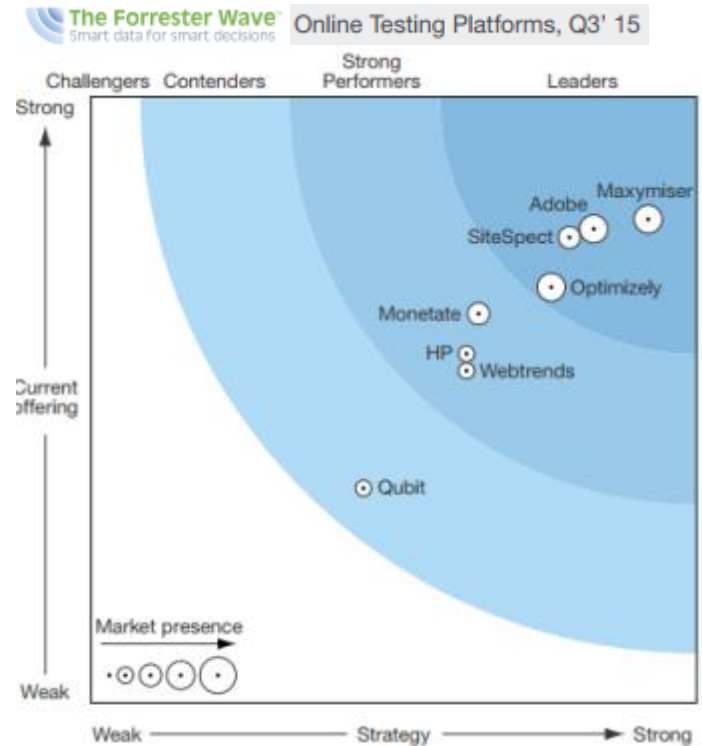 The Forrester Wave™
Smart data for smart decisions
Online Testing Platforms, Q3' 15
Challengers Contenders Strong Performers Leaders
Strong
Maxymiser
Adobe
SiteSpect
Optimizely
Monetate
HP
Webtrends
Current
offering
Qubit
Market presence
Weak
Weak Strategy Strong